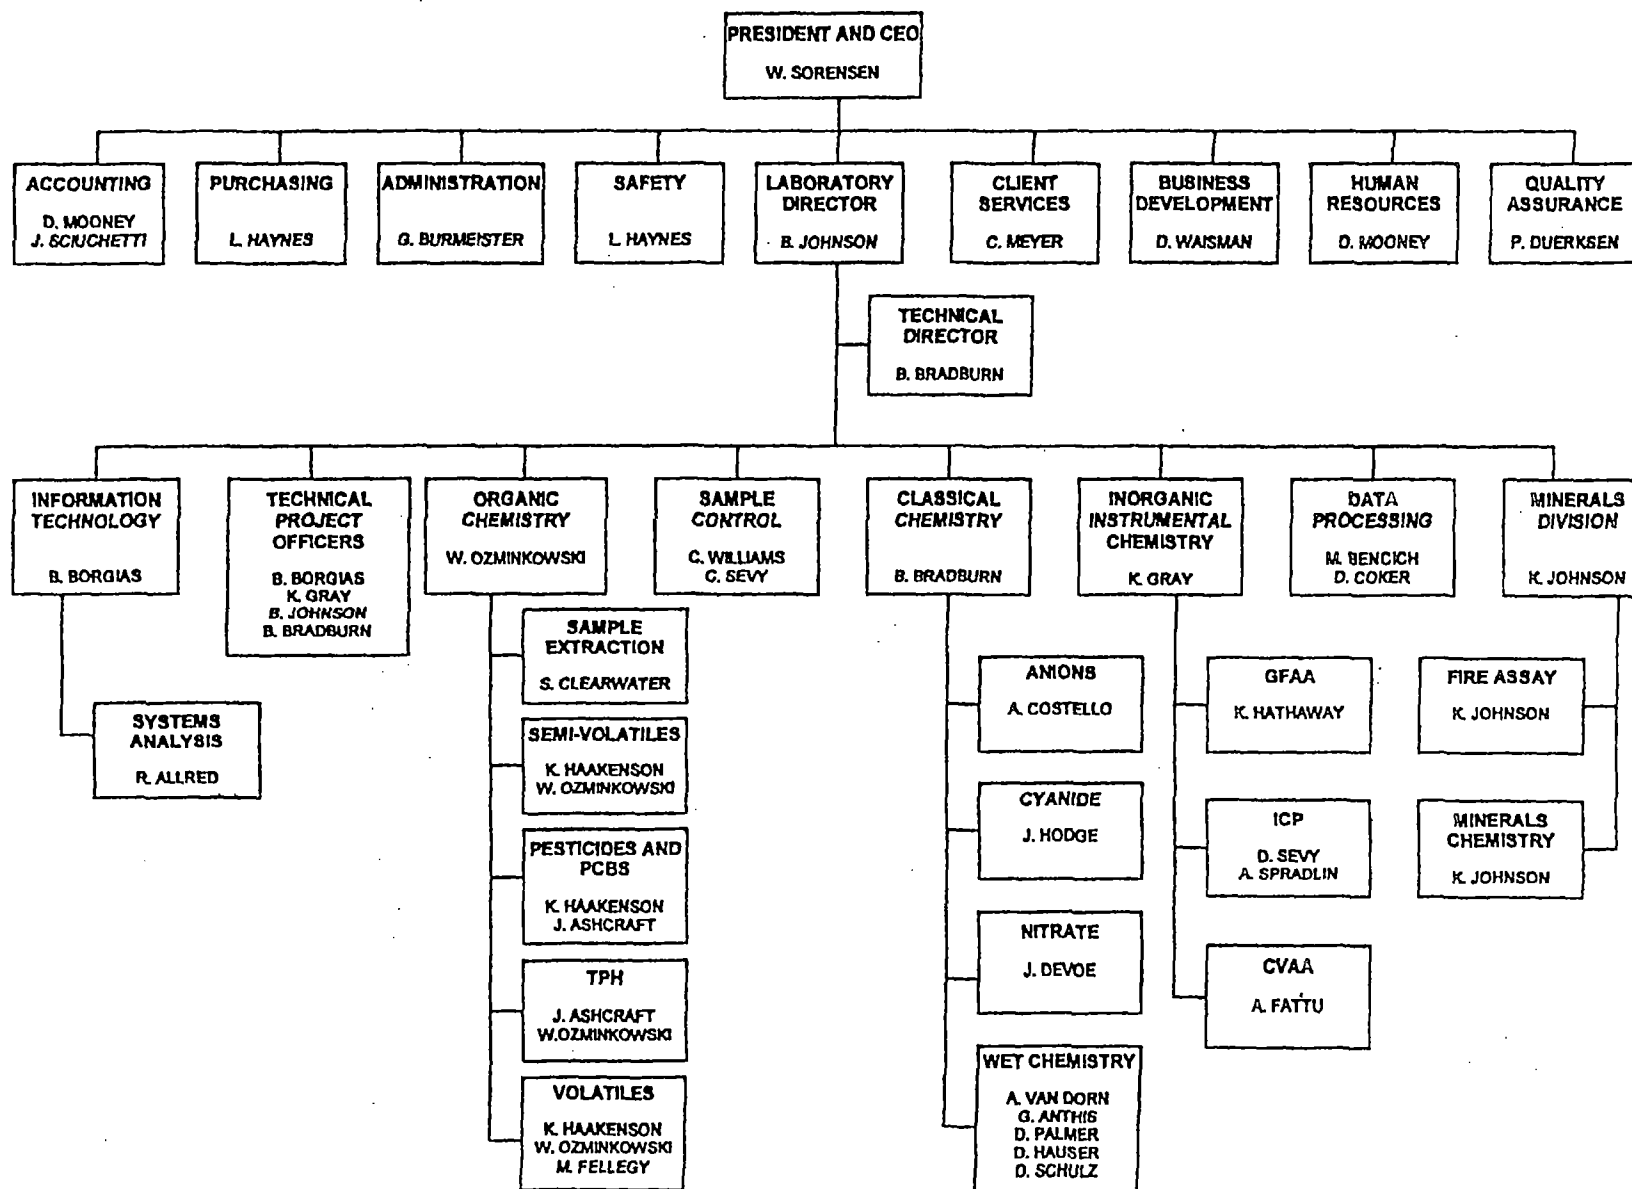 PRESIDENT AND CEO
W. SORENSEN
ACCOUNTING
D. MOONEY
J. SCIUCHETTI
PURCHASING
L. HAYNES
ADMINISTRATION
G. BURMEISTER
SAFETY
L. HAYNES
LABORATORY
DIRECTOR
B. JOHNSON
CLIENT
SERVICES
C. MEYER
BUSINESS
DEVELOPMENT
D. WAISMAN
HUMAN
RESOURCES
D. MOONEY
QUALITY
ASSURANCE
P. DUERKSEN
TECHNICAL
DIRECTOR
B. BRADBURN
INFORMATION
TECHNOLOGY
B. BORGIAS
TECHNICAL
PROJECT
OFFICERS
B. BORGIAS
K. GRAY
B. JOHNSON
B. BRADBURN
ORGANIC
CHEMISTRY
W. OZMINKOWSKI
SAMPLE
CONTROL
C. WILLIAMS
C. SEVY
CLASSICAL
CHEMISTRY
B. BRADBURN
INORGANIC
INSTRUMENTAL
CHEMISTRY
K. GRAY
DATA
PROCESSING
M. BENCICH
D. COKER
MINERALS
DIVISION
K. JOHNSON
SYSTEMS
ANALYSIS
R. ALLRED
SAMPLE
EXTRACTION
S. CLEARWATER
SEMI-VOLATILES
K. HAAKENSON
W. OZMINKOWSKI
PESTICIDES AND
PCBS
K. HAAKENSON
J. ASHCRAFT
TPH
J. ASHCRAFT
W.OZMINKOWSKI
VOLATILES
K. HAAKENSON
W. OZMINKOWSKI
M. FELLEGY
ANIONS
A. COSTELLO
CYANIDE
J. HODGE
NITRATE
J. DEVOE
WET CHEMISTRY
A. VAN DORN
G. ANTHIS
D. PALMER
D. HAUSER
D. SCHULZ
GFAA
K. HATHAWAY
ICP
D. SEVY
A. SPRADLIN
CVAA
A. FATTU
FIRE ASSAY
K. JOHNSON
MINERALS
CHEMISTRY
K. JOHNSON